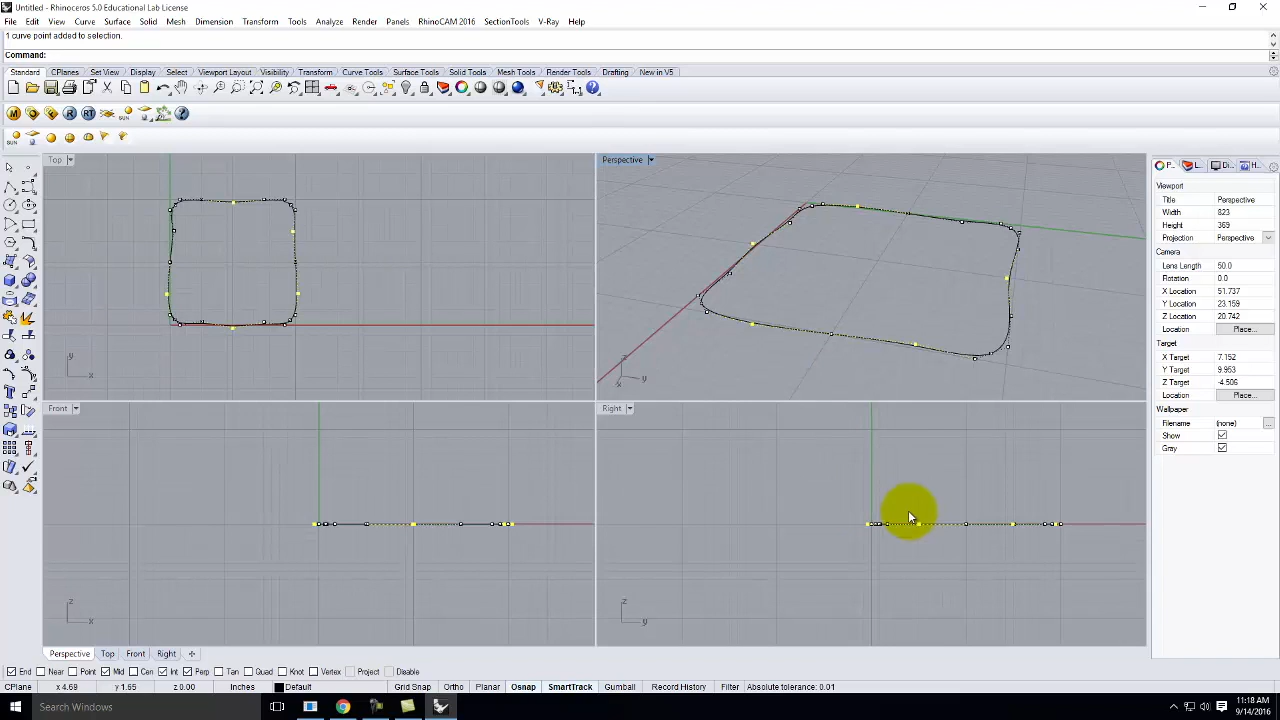 Untitled - Rhinoceros 5.0 Educational Lab License
File Edit View Curve Surface Solid Mesh Dimension Transform Tools Analyze Render Panels RhinoCAM 2016 SectionTools V-Ray Help
1 curve point added to selection.
Command:
Standard CPlanes Set View Display Select Viewport Layout Visibility Transform Curve Tools Surface Tools Solid Tools Mesh Tools Render Tools Drafting New in V5
M R RT SUN
SUN
Top
Perspective
P... L... Di... H...
Viewport
Title Perspective
Width 823
Height 369
Projection Perspective
Camera
Lens Length 50.0
Rotation 0.0
X Location 51.737
Y Location 23.159
Z Location 20.742
Location Place...
Target
X Target 7.152
Y Target 9.953
Z Target -4.506
Location Place...
Wallpaper
Filename (none) ...
Show
Gray
y
x
z
x
y
Front
Right
z
x
z
y
Perspective Top Front Right
End Near Point Mid Cen Int Perp Tan Quad Knot Vertex Project Disable
CPlane x 4.69 y 1.65 z 0.00 Inches Default Grid Snap Ortho Planar Osnap SmartTrack Gumball Record History Filter Absolute tolerance: 0.01
Search Windows
11:18 AM
9/14/2016